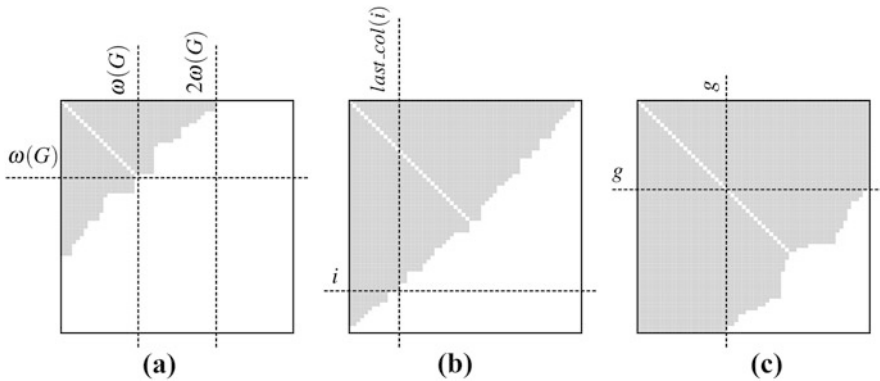 ω(G)
2ω(G)
last_col(i)
g
ω(G)
i
g
(a)
(b)
(c)